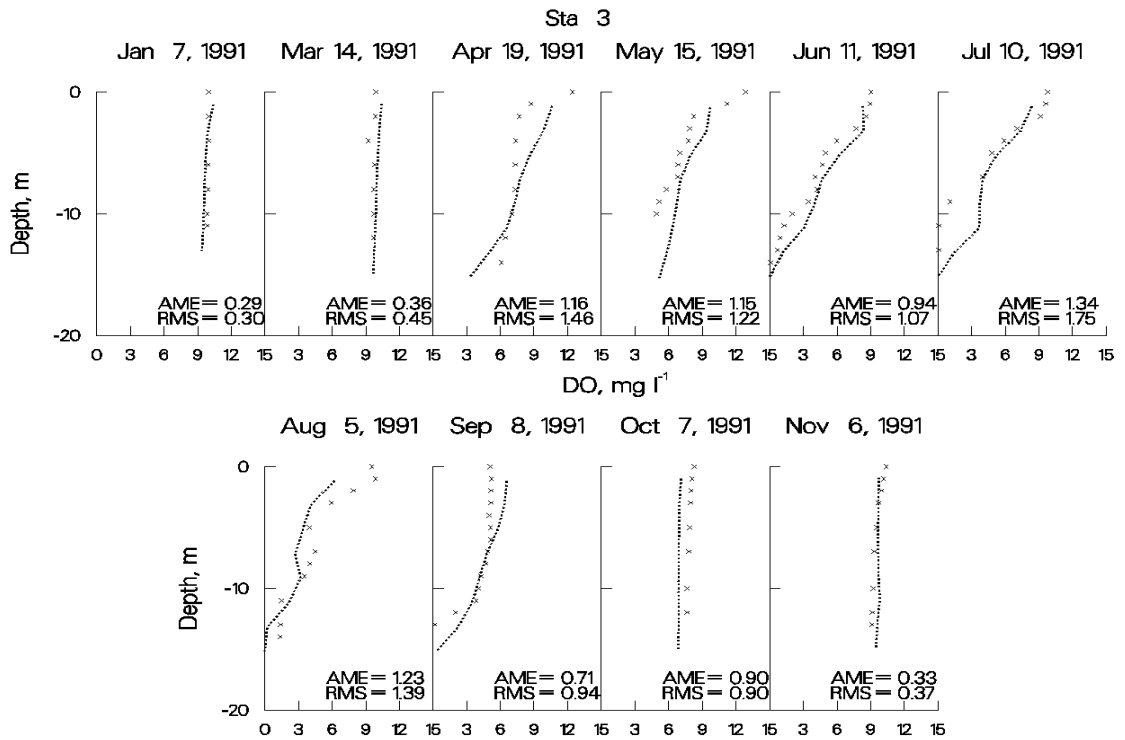 Sta 3
Jan 7, 1991 Mar 14, 1991 Apr 19, 1991 May 15, 1991 Jun 11, 1991 Jul 10, 1991
0
-10
-20
Depth, m
AME= 0.29 AME= 0.36 AME= 1.16 AME= 1.15 AME= 0.94 AME= 1.34
RMS= 0.30 RMS= 0.45 RMS= 1.46 RMS= 1.22 RMS= 1.07 RMS= 1.75
0 3 6 9 12 15 3 6 9 12 15 3 6 9 12 15 3 6 9 12 15 3 6 9 12 15 3 6 9 12 15
DO, mg l-1
Aug 5, 1991 Sep 8, 1991 Oct 7, 1991 Nov 6, 1991
0
-10
-20
Depth, m
AME= 1.23 AME= 0.71 AME= 0.90 AME= 0.33
RMS= 1.39 RMS= 0.94 RMS= 0.90 RMS= 0.37
0 3 6 9 12 15 3 6 9 12 15 3 6 9 12 15 3 6 9 12 15